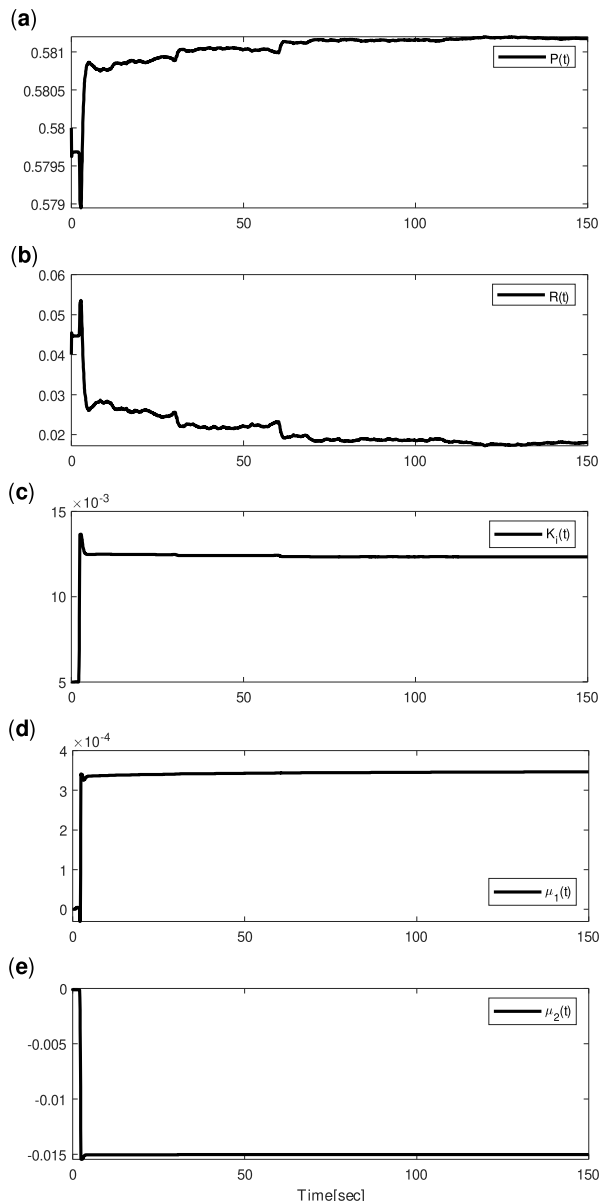 (a)
0.581
0.5805
0.58
0.5795
0.579
P(t)
0 50 100 150
(b)
0.06
0.05
0.04
0.03
0.02
R(t)
0 50 100 150
(c)
×10-3
15
10
5
Ki(t)
0 50 100 150
(d)
×10-4
4
3
2
1
0
μ1(t)
0 50 100 150
(e)
0
-0.005
-0.01
-0.015
μ2(t)
0 50 100 150
Time[sec]